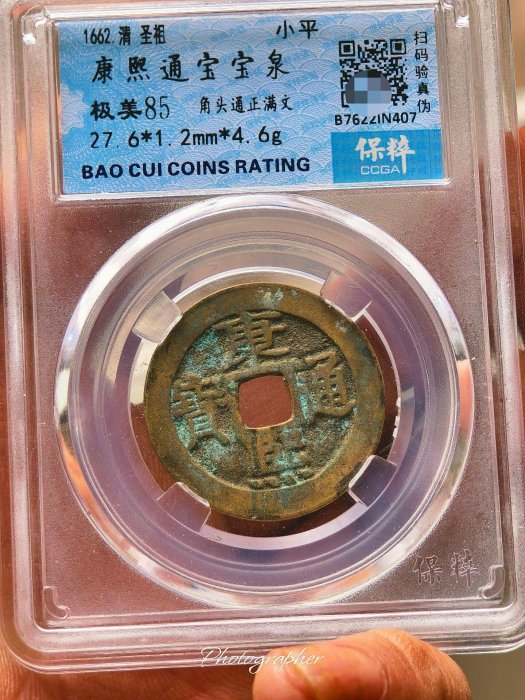 1662.清 圣祖 小平
康熙通宝宝泉
极美85 角头通正满文
27.6*1.2mm*4.6g
BAO CUI COINS RATING
B7622IN407
扫码验真伪
保粹
CCGA
康熙通寶
保粹
Photographer